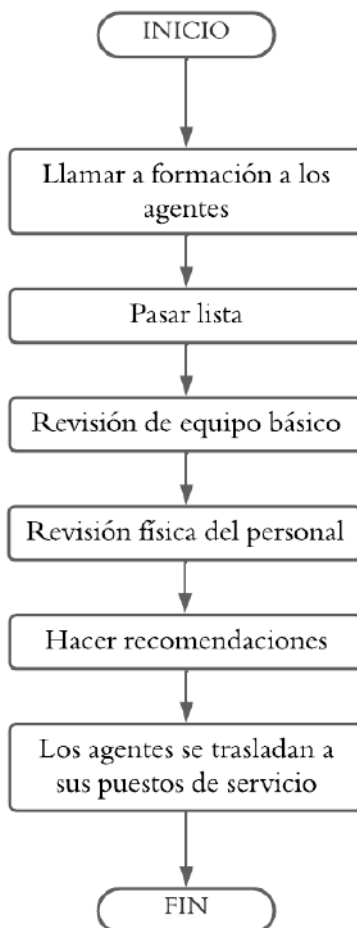 INICIO
Llamar a formación a los
agentes
Pasar lista
Revisión de equipo básico
Revisión física del personal
Hacer recomendaciones
Los agentes se trasladan a
sus puestos de servicio
FIN